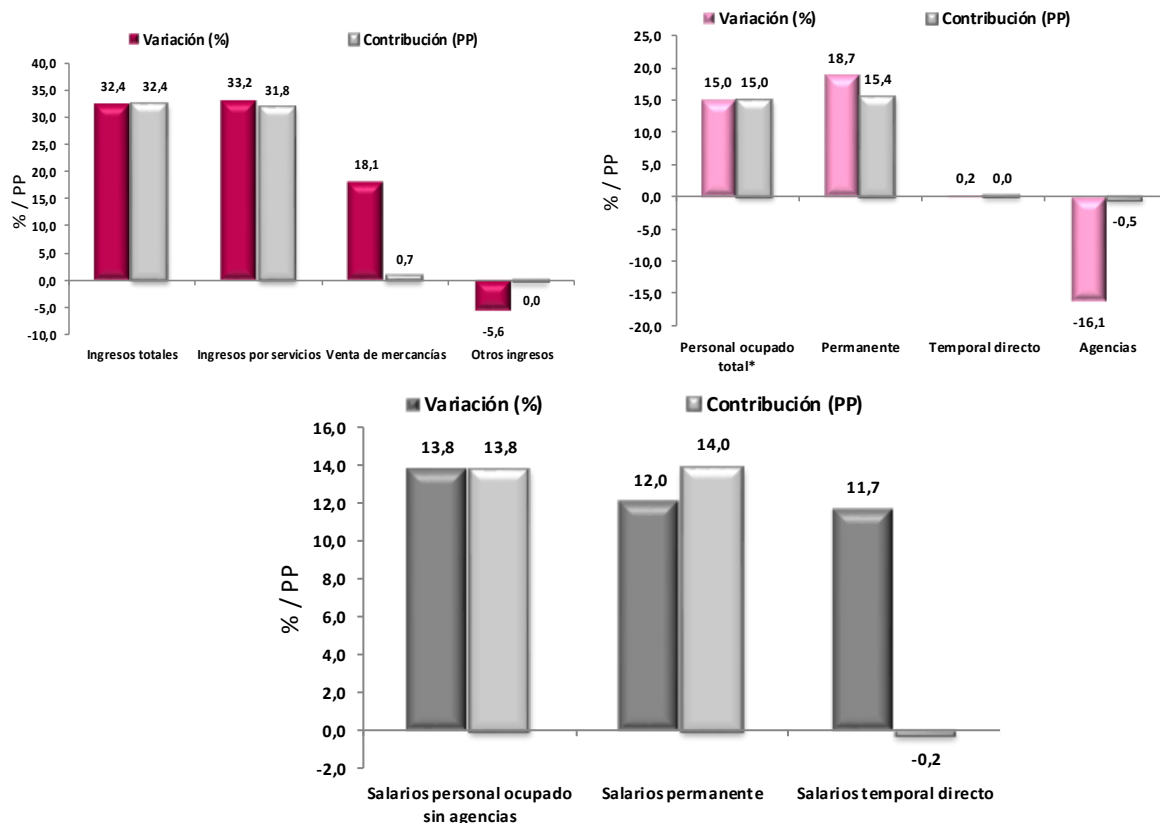 Variación (%) Contribución (PP)
40,0
35,0
30,0
25,0
20,0
15,0
10,0
5,0
0,0
-5,0
-10,0
% / PP
32,4 32,4 33,2 31,8 18,1 0,7 -5,6 0,0
Ingresos totales Ingresos por servicios Venta de mercancías Otros ingresos
Variación (%) Contribución (PP)
25,0
20,0
15,0
10,0
5,0
0,0
-5,0
-10,0
-15,0
-20,0
% / PP
15,0 15,0 18,7 15,4 0,2 0,0 -16,1 -0,5
Personal ocupado Permanente Temporal directo Agencias
total*
Variación (%) Contribución (PP)
16,0
14,0
12,0
10,0
8,0
6,0
4,0
2,0
0,0
-2,0
% / PP
13,8 13,8 12,0 14,0 11,7 -0,2
Salarios personal ocupado Salarios permanente Salarios temporal directo
sin agencias